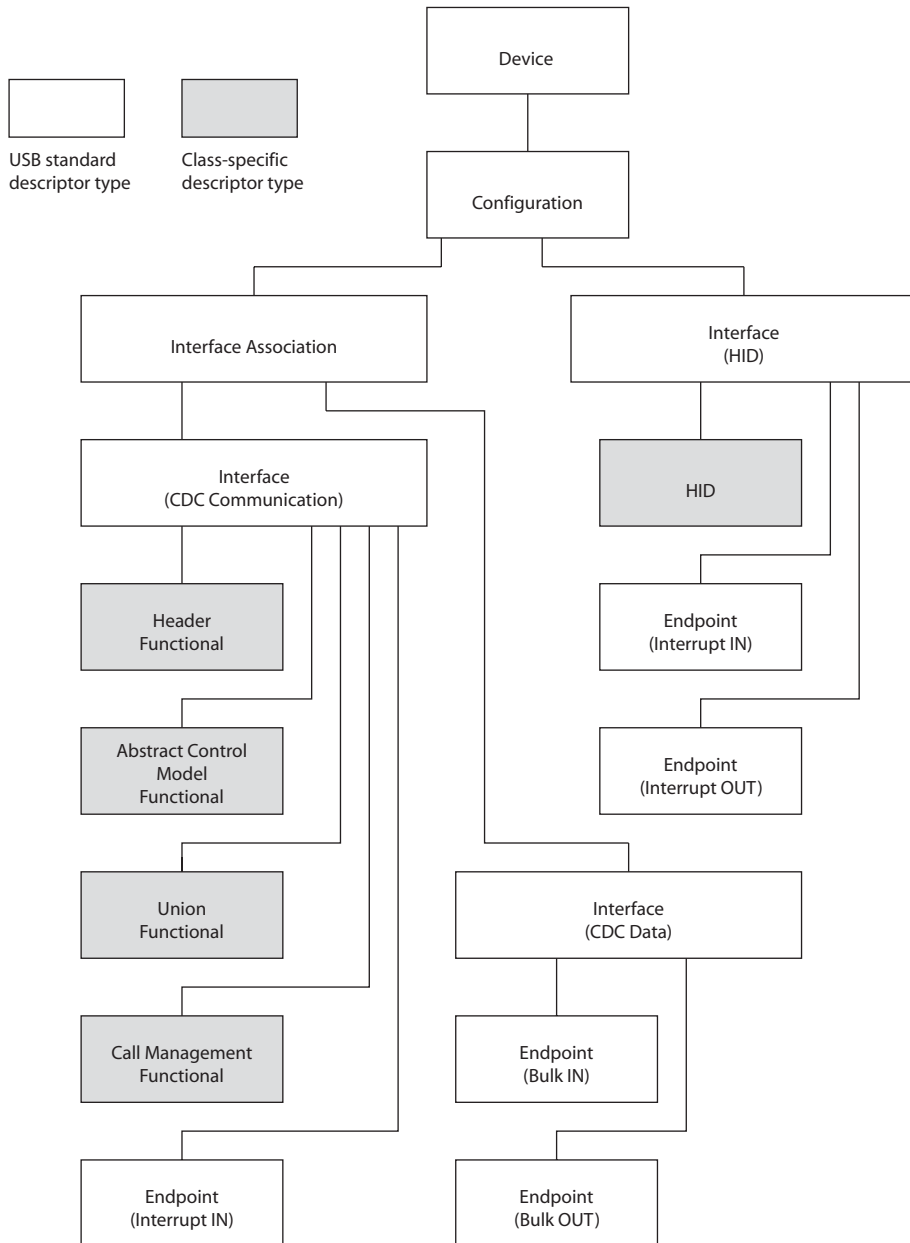 Device
USB standard
descriptor type
Class-specific
descriptor type
Configuration
Interface Association
Interface
(HID)
Interface
(CDC Communication)
HID
Header
Functional
Endpoint
(Interrupt IN)
Abstract Control
Model
Functional
Endpoint
(Interrupt OUT)
Union
Functional
Interface
(CDC Data)
Call Management
Functional
Endpoint
(Bulk IN)
Endpoint
(Interrupt IN)
Endpoint
(Bulk OUT)